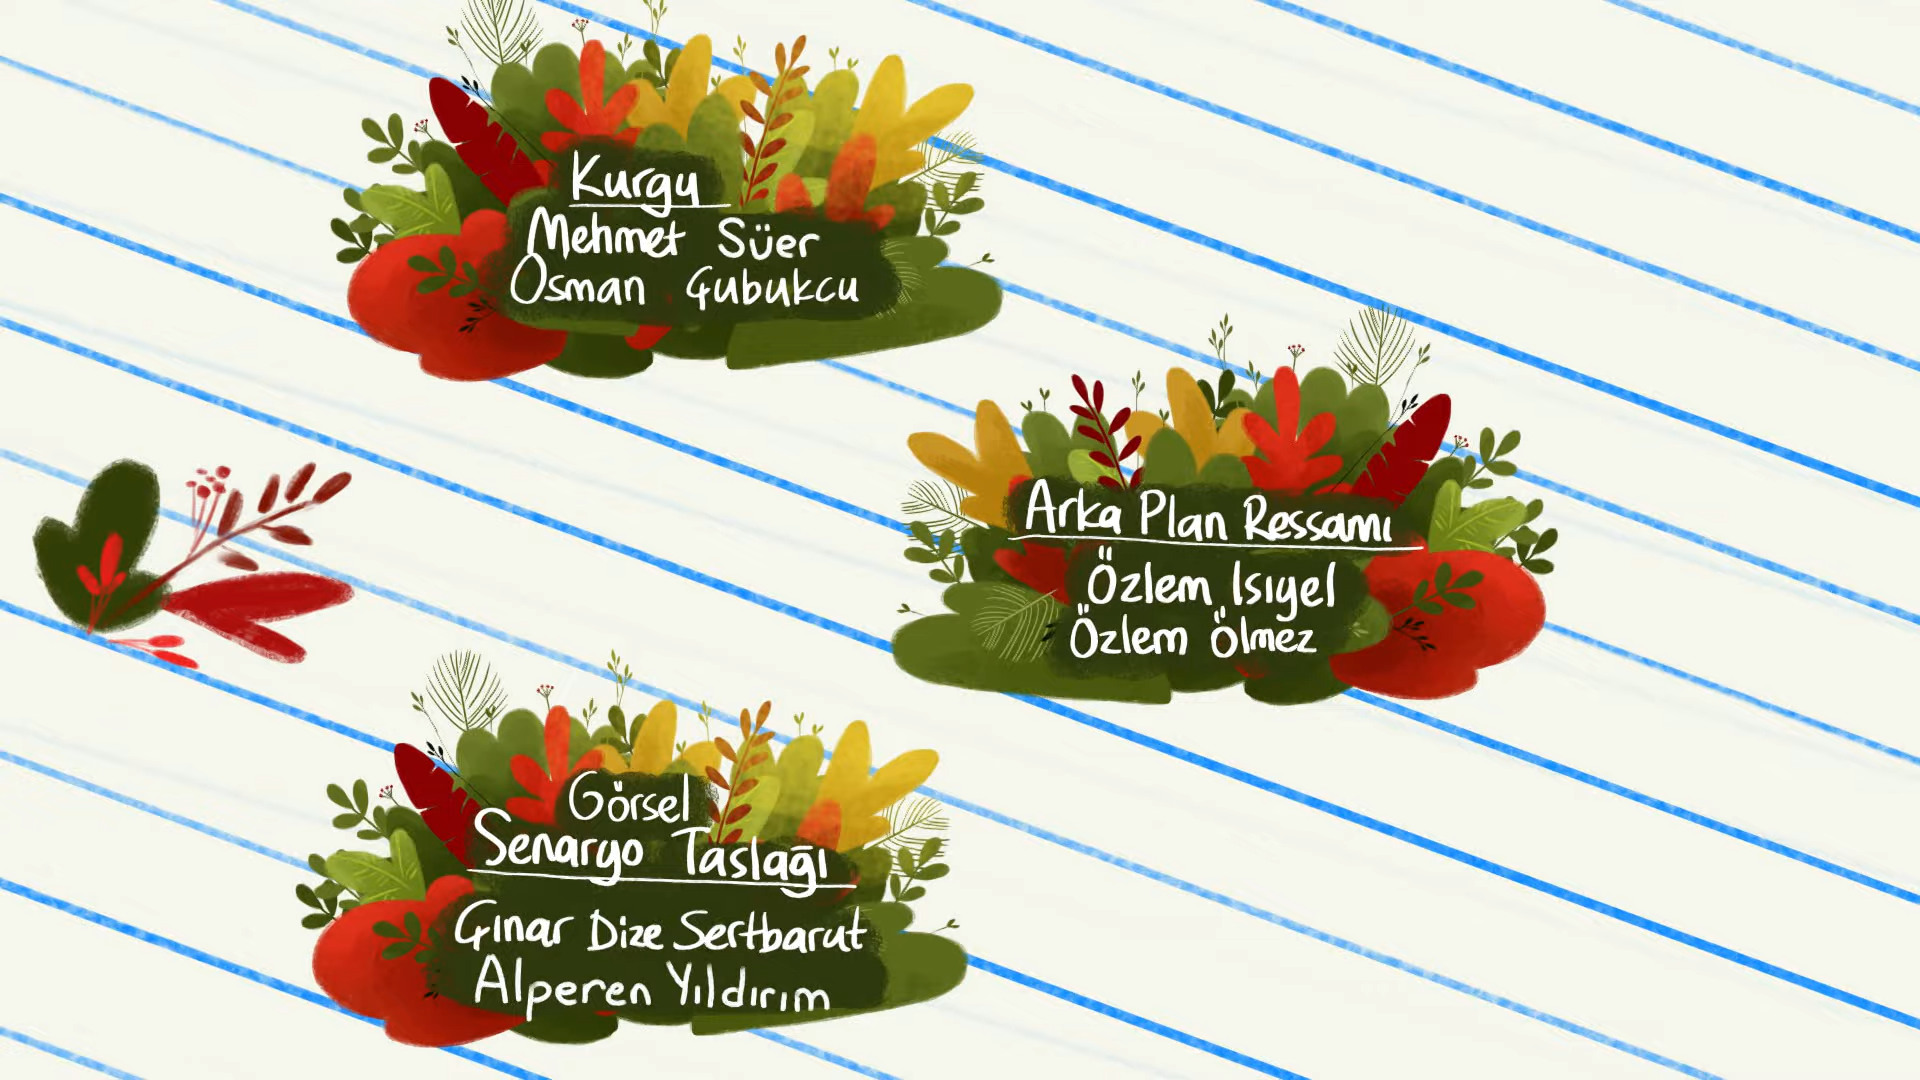 Kurgu
Mehmet Süer
Osman Çubukcu
Arka Plan Ressamı
Özlem Isıyel
Özlem Ölmez
Görsel
Senaryo Taslağı
Çınar Dize Sertbarut
Alperen Yıldırım